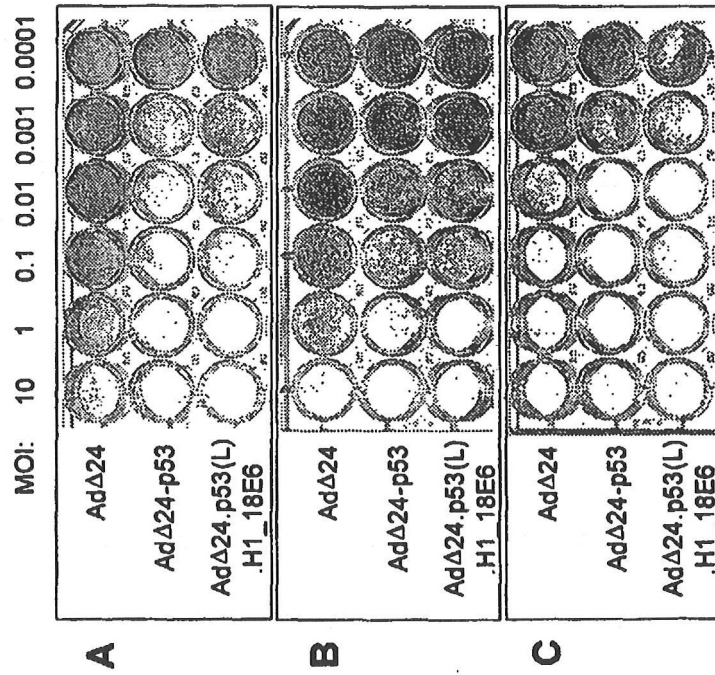 MOI: 10 1 0.1 0.01 0.001 0.0001
A
AdΔ24
AdΔ24-p53
AdΔ24.p53(L)
.H1_18E6
B
AdΔ24
AdΔ24-p53
AdΔ24.p53(L)
.H1_18E6
C
AdΔ24
AdΔ24-p53
AdΔ24.p53(L)
.H1_18E6